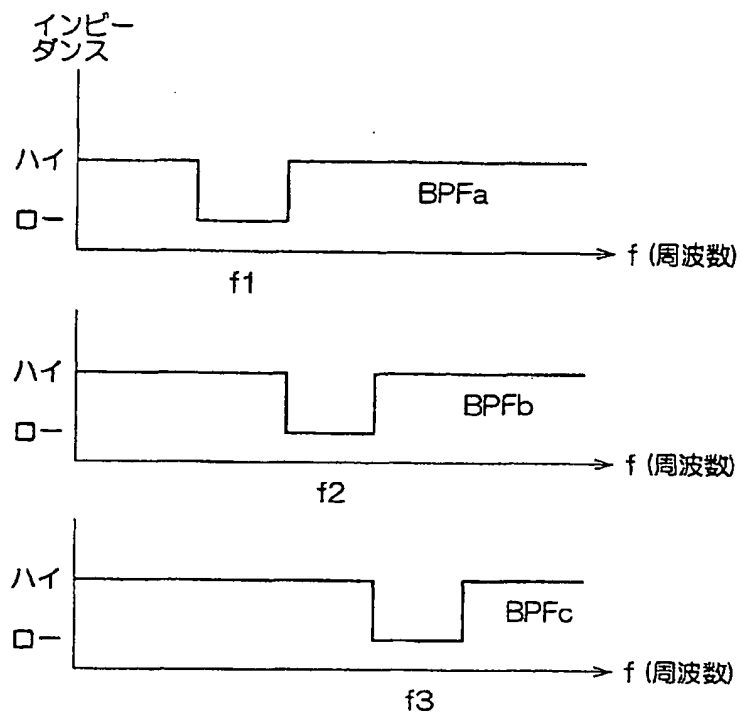 インピー
ダンス
ハイ
ロー
BPFa
f (周波数)
f1
ハイ
ロー
BPFb
f (周波数)
f2
ハイ
ロー
BPFc
f (周波数)
f3